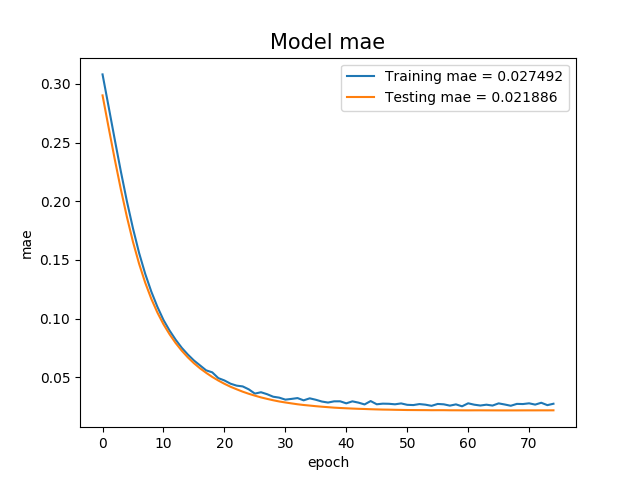 Model mae
Training mae = 0.027492
Testing mae = 0.021886
0.30
0.25
0.20
0.15
0.10
0.05
mae
0 10 20 30 40 50 60 70
epoch